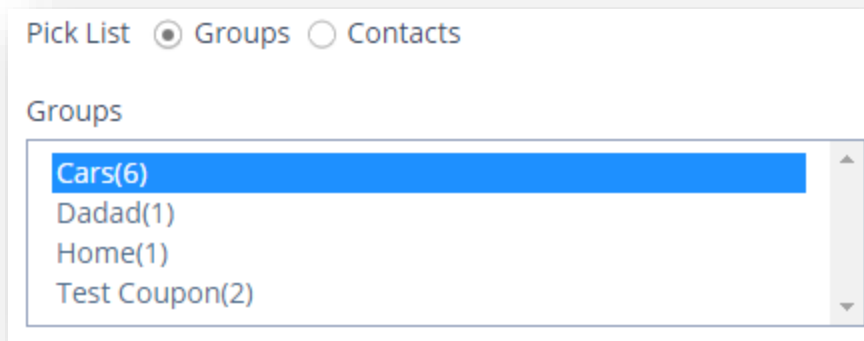 Pick List Groups Contacts
Groups
Cars(6)
Dadad(1)
Home(1)
Test Coupon(2)